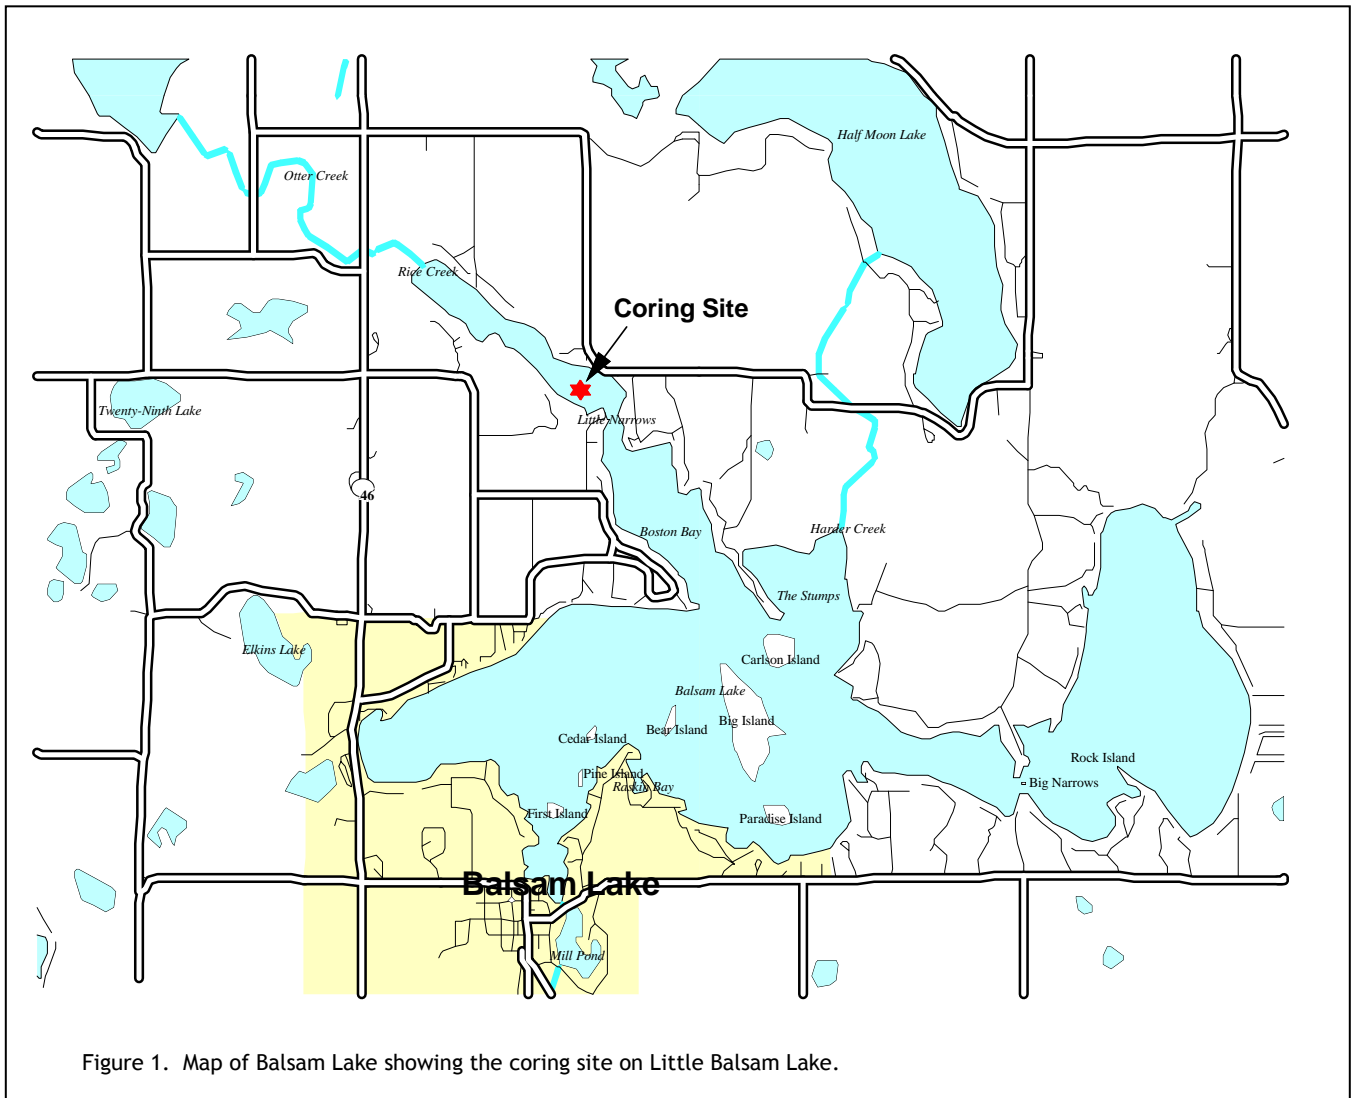 Half Moon Lake
Otter Creek
Rice Creek
Coring Site
Twenty-Ninth Lake
Little Narrows
46
Boston Bay
Harder Creek
The Stumps
Elkins Lake
Carlson Island
Balsam Lake
Big Island
Bear Island
Cedar Island
Rock Island
Pine Island
Big Narrows
Raskin Bay
First Island
Paradise Island
Balsam Lake
Mill Pond
Figure 1. Map of Balsam Lake showing the coring site on Little Balsam Lake.